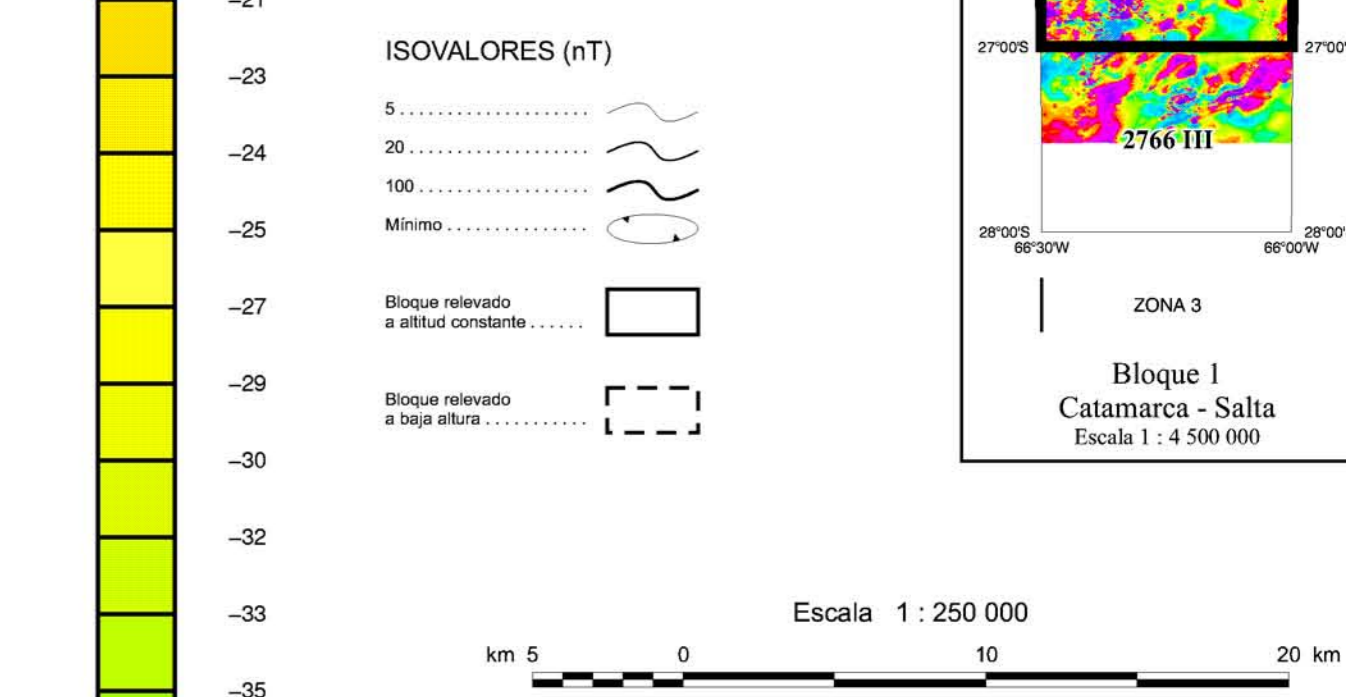 −21
−23
−24
−25
−27
−29
−30
−32
−33
−35
ISOVALORES (nT)
5 . . . . . . . . . . . . . . . . . . .
20 . . . . . . . . . . . . . . . . . .
100 . . . . . . . . . . . . . . . . .
Mínimo . . . . . . . . . . . . . .
Bloque relevado
a altitud constante . . . . . .
Bloque relevado
a baja altura . . . . . . . . . . .
27°00'S
27°00'
2766 III
28°00'S
28°00'
66°30'W
66°00'W
ZONA 3
Bloque 1
Catamarca - Salta
Escala 1 : 4 500 000
Escala 1 : 250 000
km 5 0 10 20 km